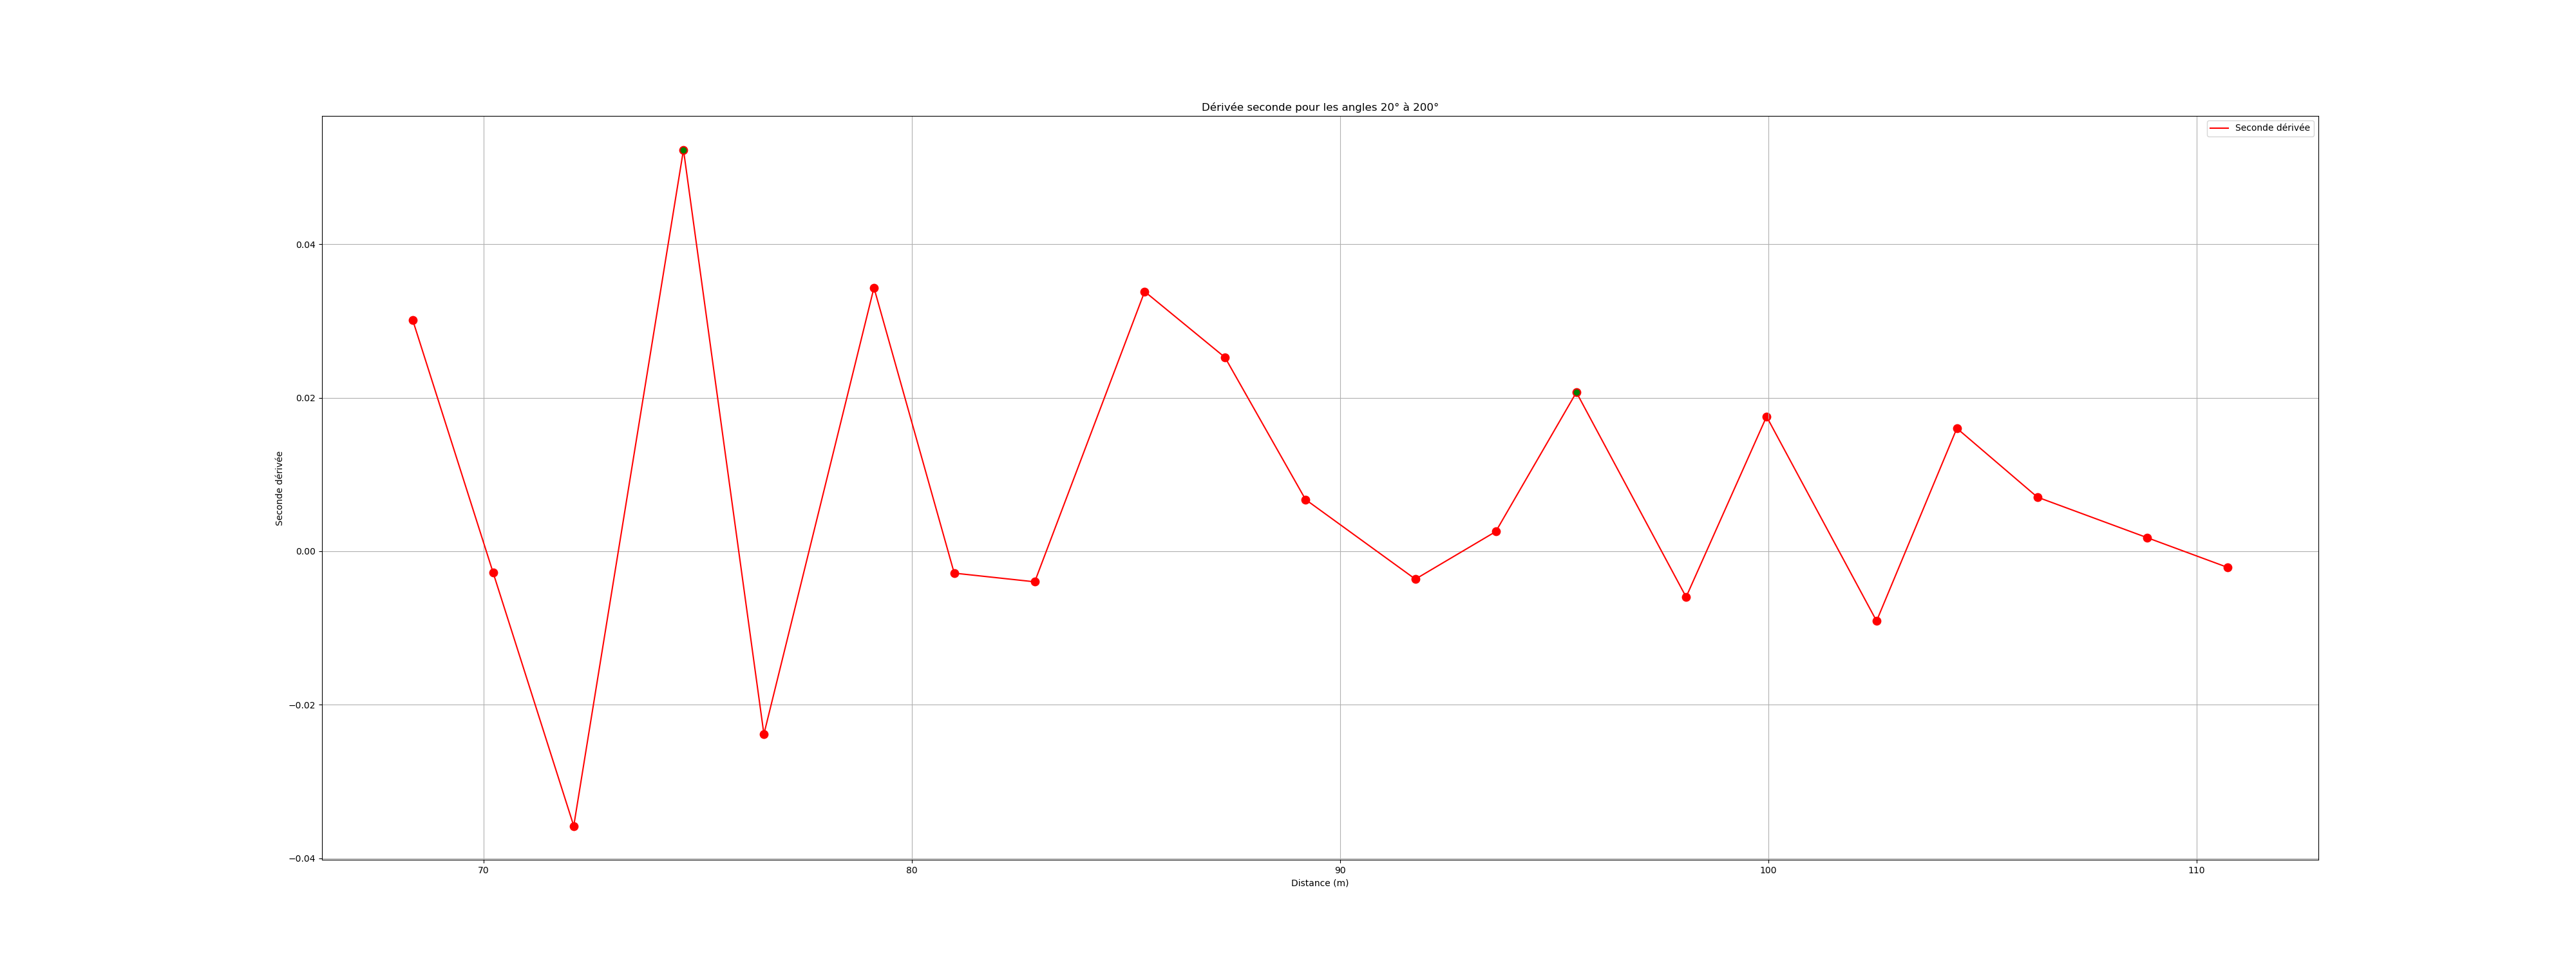 Dérivée seconde pour les angles 20° à 200°
Seconde dérivée
0.04
0.02
0.00
−0.02
−0.04
Seconde dérivée
70
80
90
100
110
Distance (m)